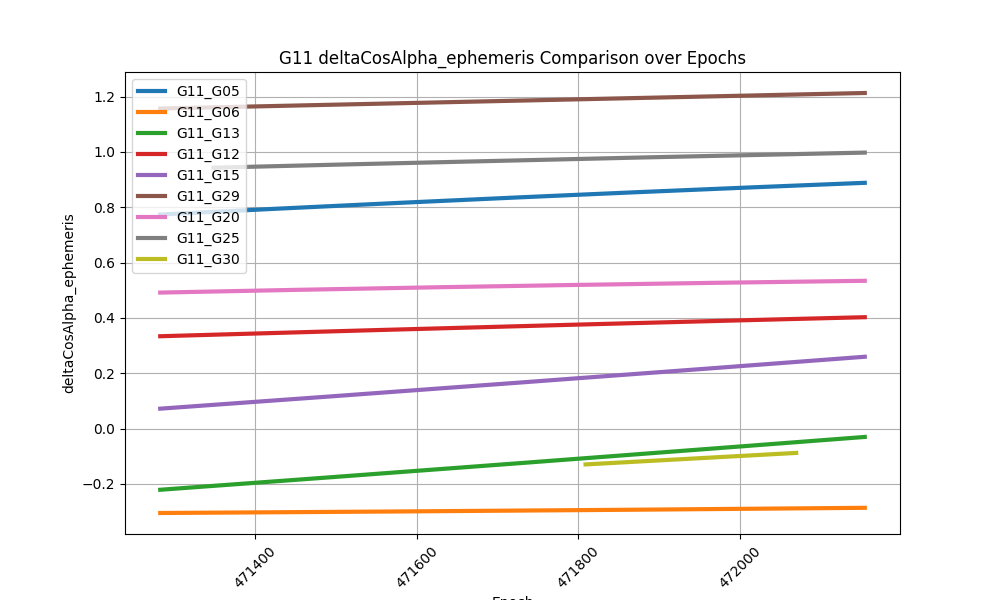 G11 deltaCosAlpha_ephemeris Comparison over Epochs
deltaCosAlpha_ephemeris
1.2
1.0
0.8
0.6
0.4
0.2
0.0
−0.2
G11_G05
G11_G06
G11_G13
G11_G12
G11_G15
G11_G29
G11_G20
G11_G25
G11_G30
471400
471600
471800
472000
Epoch